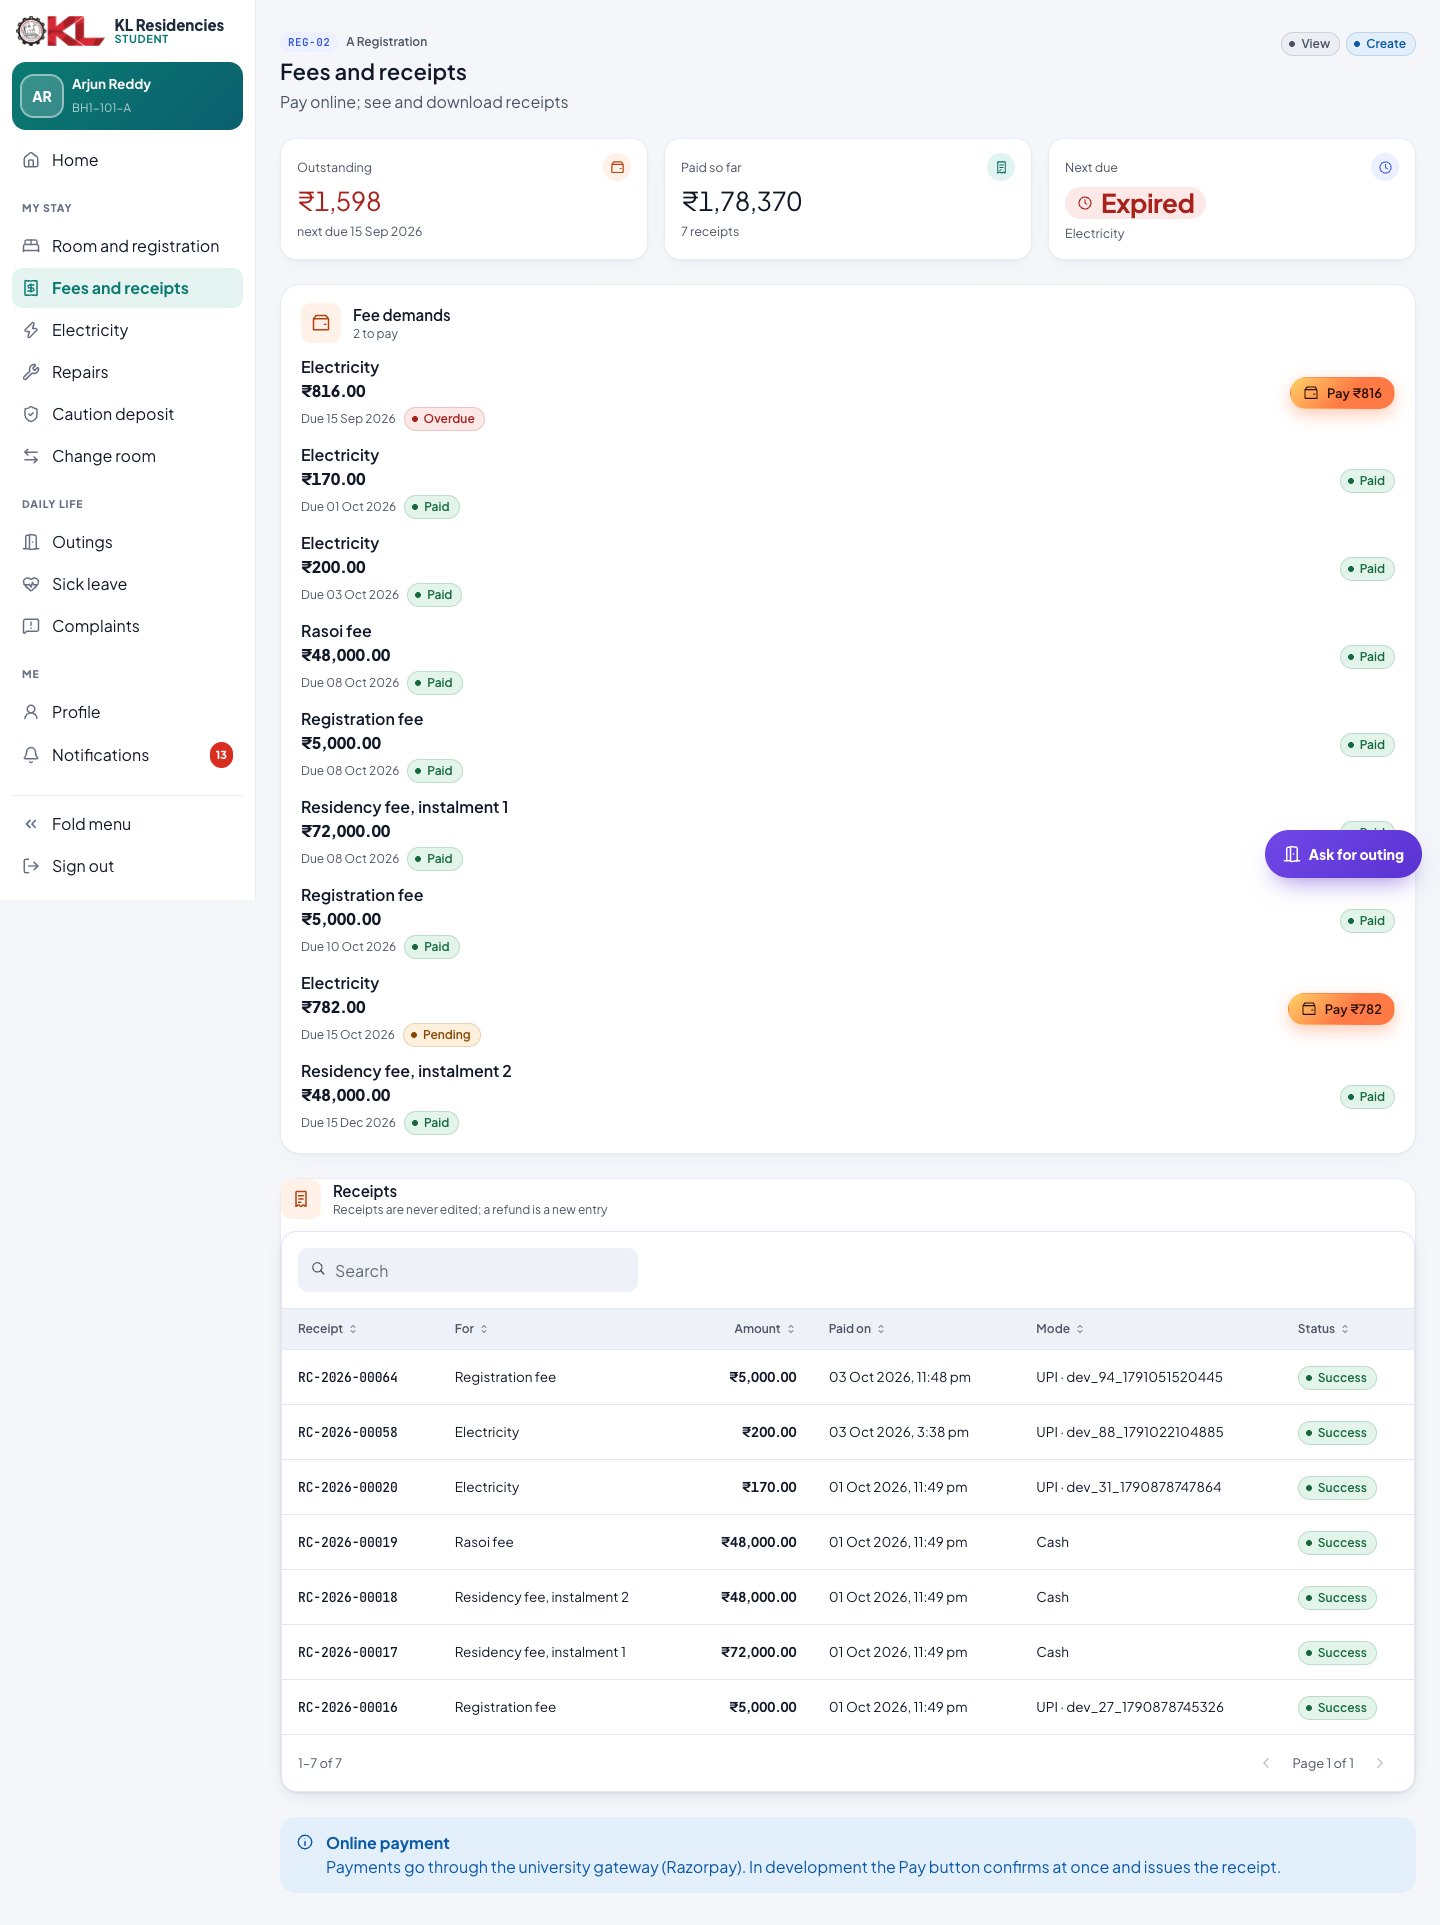 KL KL Residencies
STUDENT
AR Arjun Reddy
BH1-101-A
Home
MY STAY
Room and registration
Fees and receipts
Electricity
Repairs
Caution deposit
Change room
DAILY LIFE
Outings
Sick leave
Complaints
ME
Profile
Notifications 13
Fold menu
Sign out
REG-02 A Registration
View Create
Fees and receipts
Pay online; see and download receipts
Outstanding
₹1,598
next due 15 Sep 2026
Paid so far
₹1,78,370
7 receipts
Next due
Expired
Electricity
Fee demands
2 to pay
Electricity
₹816.00
Due 15 Sep 2026 Overdue
Pay ₹816
Electricity
₹170.00
Due 01 Oct 2026 Paid
Paid
Electricity
₹200.00
Due 03 Oct 2026 Paid
Paid
Rasoi fee
₹48,000.00
Due 08 Oct 2026 Paid
Paid
Registration fee
₹5,000.00
Due 08 Oct 2026 Paid
Paid
Residency fee, instalment 1
₹72,000.00
Due 08 Oct 2026 Paid
Ask for outing
Registration fee
₹5,000.00
Due 10 Oct 2026 Paid
Paid
Electricity
₹782.00
Due 15 Oct 2026 Pending
Pay ₹782
Residency fee, instalment 2
₹48,000.00
Due 15 Dec 2026 Paid
Paid
Receipts
Receipts are never edited; a refund is a new entry
Search
Receipt For Amount Paid on Mode Status
RC-2026-00064 Registration fee ₹5,000.00 03 Oct 2026, 11:48 pm UPI · dev_94_1791051520445 Success
RC-2026-00058 Electricity ₹200.00 03 Oct 2026, 3:38 pm UPI · dev_88_1791022104885 Success
RC-2026-00020 Electricity ₹170.00 01 Oct 2026, 11:49 pm UPI · dev_31_1790878747864 Success
RC-2026-00019 Rasoi fee ₹48,000.00 01 Oct 2026, 11:49 pm Cash Success
RC-2026-00018 Residency fee, instalment 2 ₹48,000.00 01 Oct 2026, 11:49 pm Cash Success
RC-2026-00017 Residency fee, instalment 1 ₹72,000.00 01 Oct 2026, 11:49 pm Cash Success
RC-2026-00016 Registration fee ₹5,000.00 01 Oct 2026, 11:49 pm UPI · dev_27_1790878745326 Success
1–7 of 7
Page 1 of 1
Online payment
Payments go through the university gateway (Razorpay). In development the Pay button confirms at once and issues the receipt.